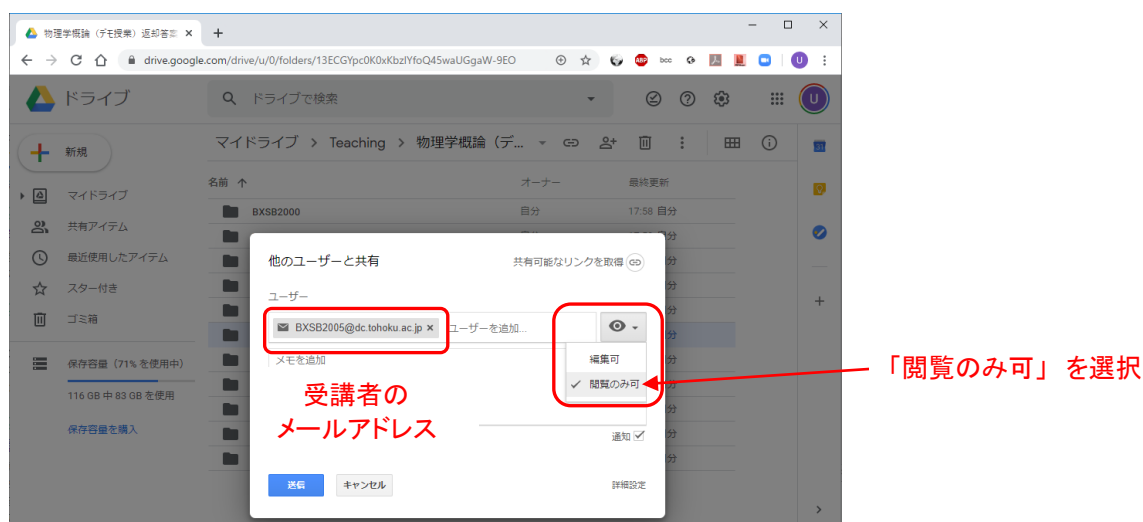 物理学概論（デモ授業）返却答案
drive.google.com/drive/u/0/folders/13ECGYpc0K0xKbzlYfoQ45waUGgaW-9EO
ABP
bcc
U
ドライブ
ドライブで検索
U
新規
マイドライブ > Teaching > 物理学概論（デ...
31
名前 ↑
オーナー
最終更新
マイドライブ
BXSB2000
自分
17:58 自分
共有アイテム
最近使用したアイテム
スター付き
ゴミ箱
保存容量（71% を使用中）
116 GB 中 83 GB を使用
保存容量を購入
他のユーザーと共有
共有可能なリンクを取得
ユーザー
BXSB2005@dc.tohoku.ac.jp ×
ユーザーを追加...
メモを追加
編集可
✓ 閲覧のみ可
「閲覧のみ可」を選択
受講者の
メールアドレス
通知
送信
キャンセル
詳細設定